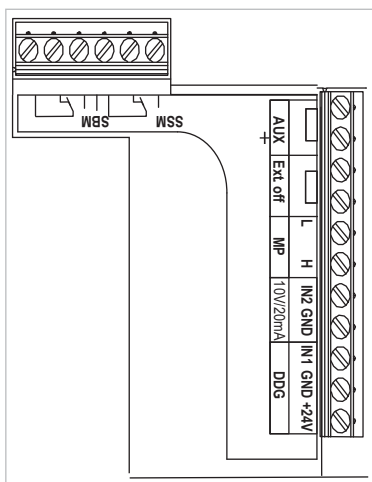 SBM SSM
AUX
+
Ext off
MP L H
10V/20mA IN2 GND
DDG IN1 GND +24V